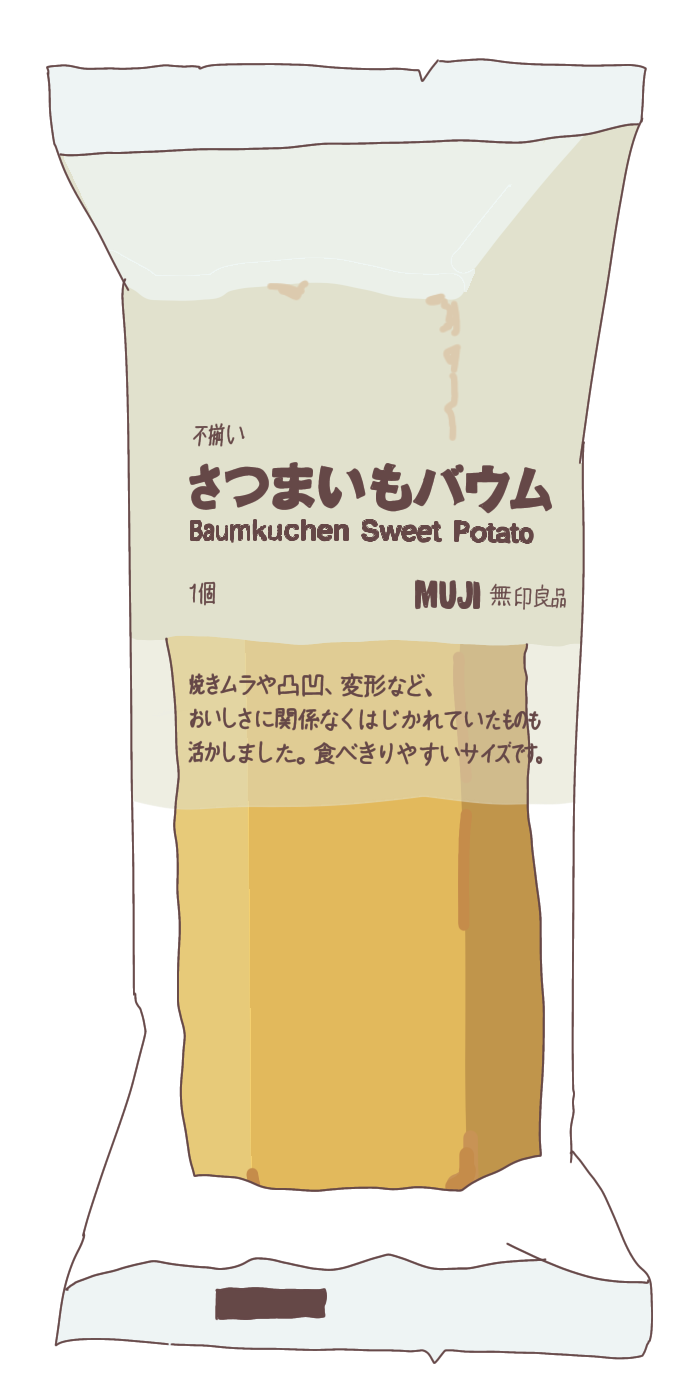 不揃い
さつまいもバウム
Baumkuchen Sweet Potato
1個 MUJI 無印良品
焼きムラや凸凹、変形など、
おいしさに関係なくはじかれていたものも
活かしました。食べきりやすいサイズです。